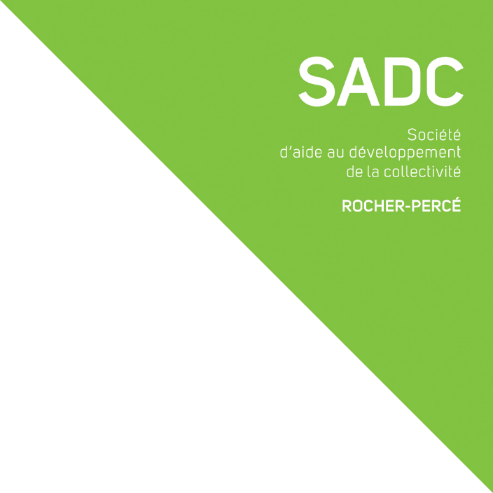 SADC
Société
d'aide au développement
de la collectivité
ROCHER-PERCÉ